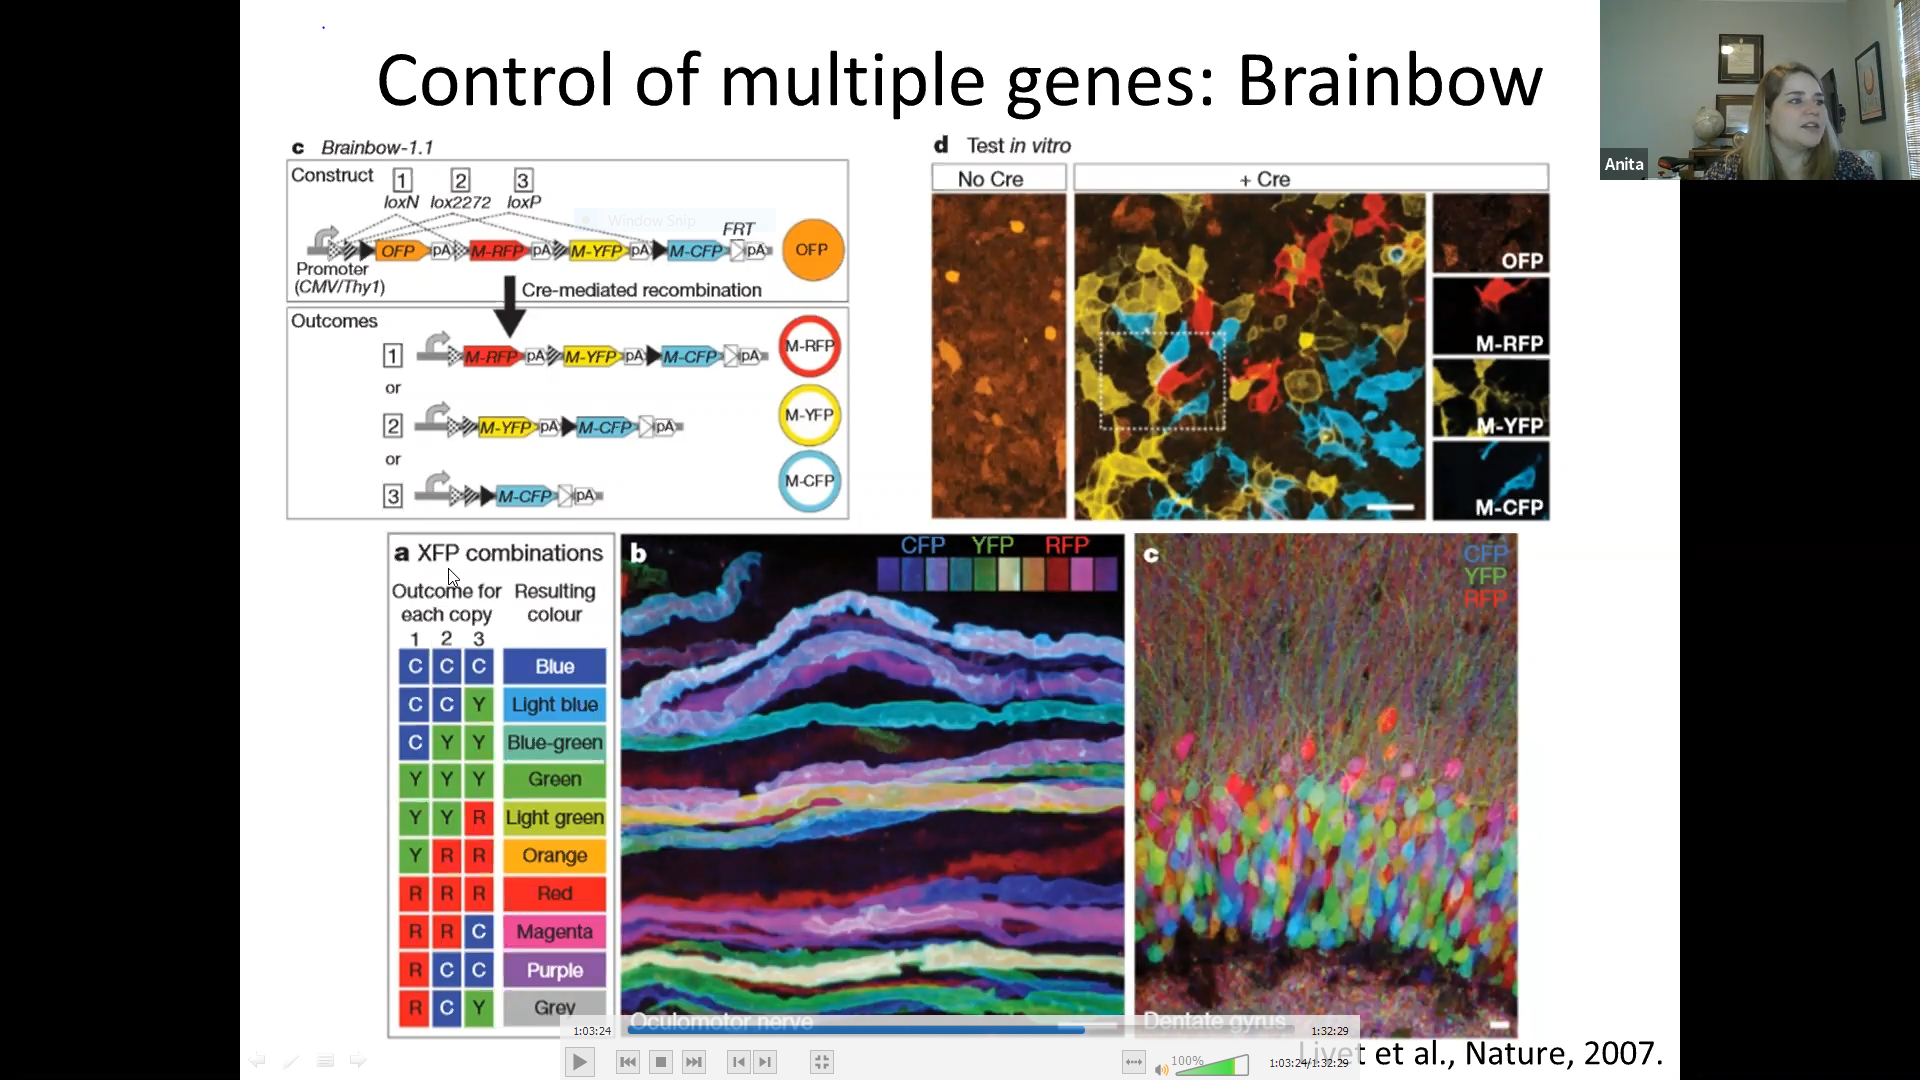 Control of multiple genes: Brainbow
Anita
c Brainbow-1.1
Construct
1 2 3
loxN lox2272 loxP
Window Snip
FRT
OFP pA M-RFP pA M-YFP pA M-CFP pA
OFP
Promoter
(CMV/Thy1)
Cre-mediated recombination
Outcomes
1 M-RFP pA M-YFP pA M-CFP pA M-RFP
or
2 M-YFP pA M-CFP pA M-YFP
or
3 M-CFP pA M-CFP
d Test in vitro
No Cre
+ Cre
OFP
M-RFP
M-YFP
M-CFP
a XFP combinations
Outcome for each copy
Resulting colour
1 2 3
C C C Blue
C C Y Light blue
C Y Y Blue-green
Y Y Y Green
Y Y R Light green
Y R R Orange
R R R Red
R R C Magenta
R C C Purple
R C Y Grey
b
CFP YFP RFP
Oculomotor nerve
c
CFP
YFP
RFP
Dentate gyrus
Livet et al., Nature, 2007.
1:03:24
1:32:29
100%
1:03:24/1:32:29